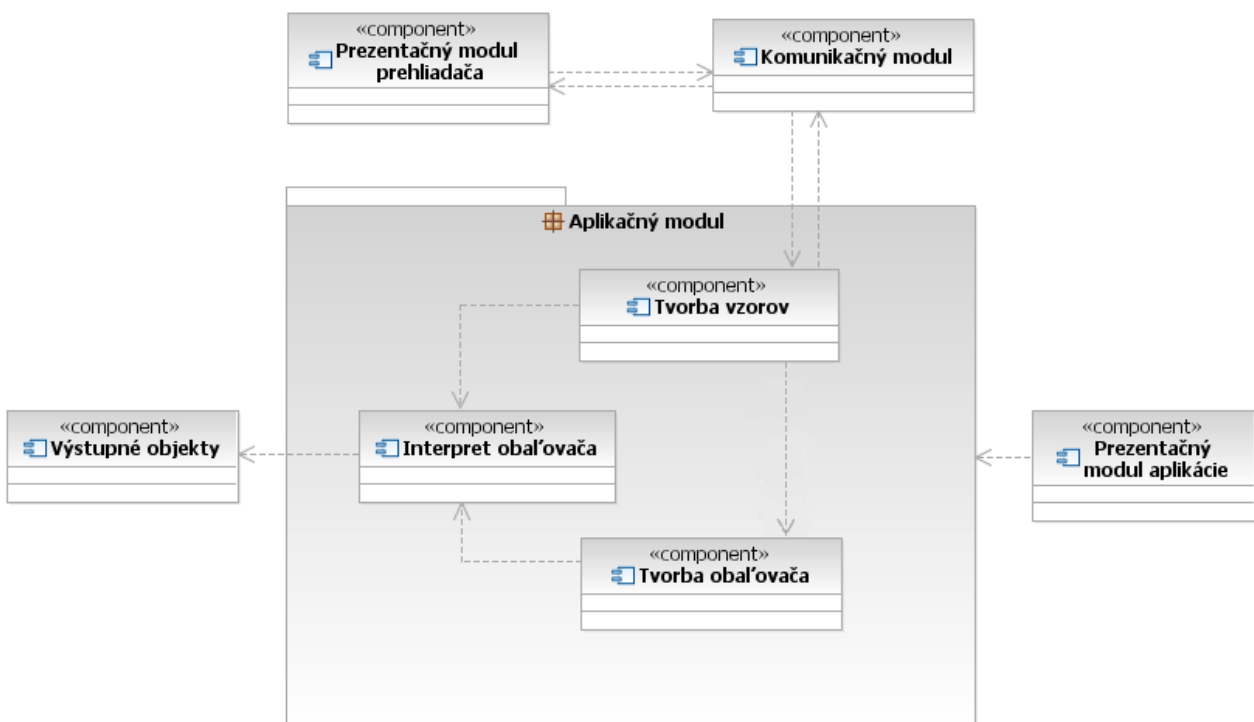 «component»
Prezentačný modul
prehliadača
«component»
Komunikačný modul
Aplikačný modul
«component»
Tvorba vzorov
«component»
Výstupné objekty
«component»
Interpret obaľovača
«component»
Prezentačný
modul aplikácie
«component»
Tvorba obaľovača